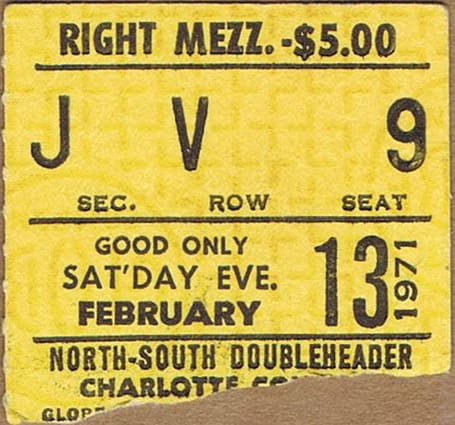 RIGHT MEZZ. -$5.00
J V 9
SEC. ROW SEAT
GOOD ONLY
SAT'DAY EVE.
FEBRUARY 13 1971
NORTH-SOUTH DOUBLEHEADER
CHARLOTTE